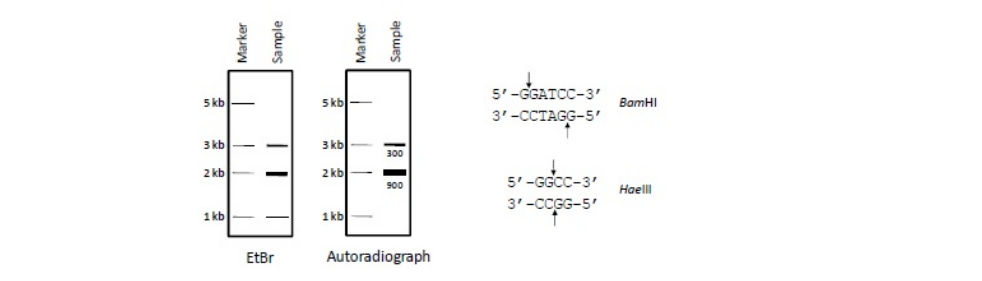 Marker
Sample
5 kb
3 kb
2 kb
1 kb
EtBr
Marker
Sample
5 kb
3 kb
300
2 kb
900
1 kb
Autoradiograph
5’-GGATCC-3’
3’-CCTAGG-5’
BamHI
5’-GGCC-3’
3’-CCGG-5’
HaeIII